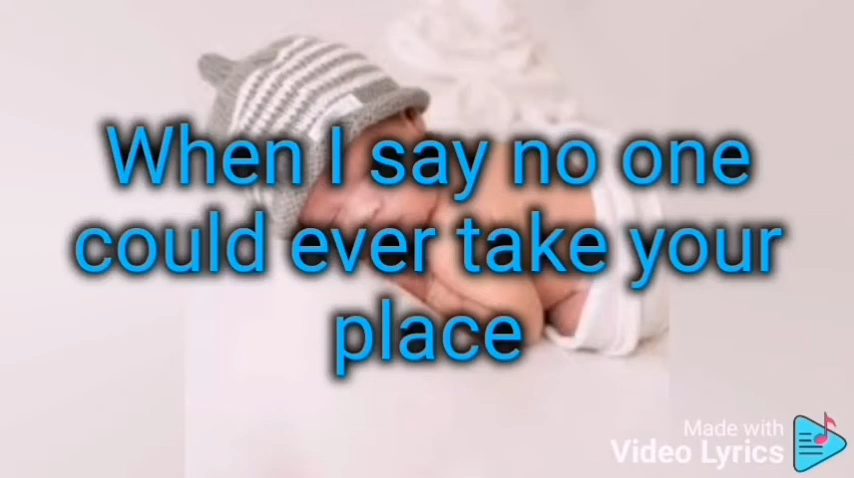 When I say no one
could ever take your
place
Made with
Video Lyrics